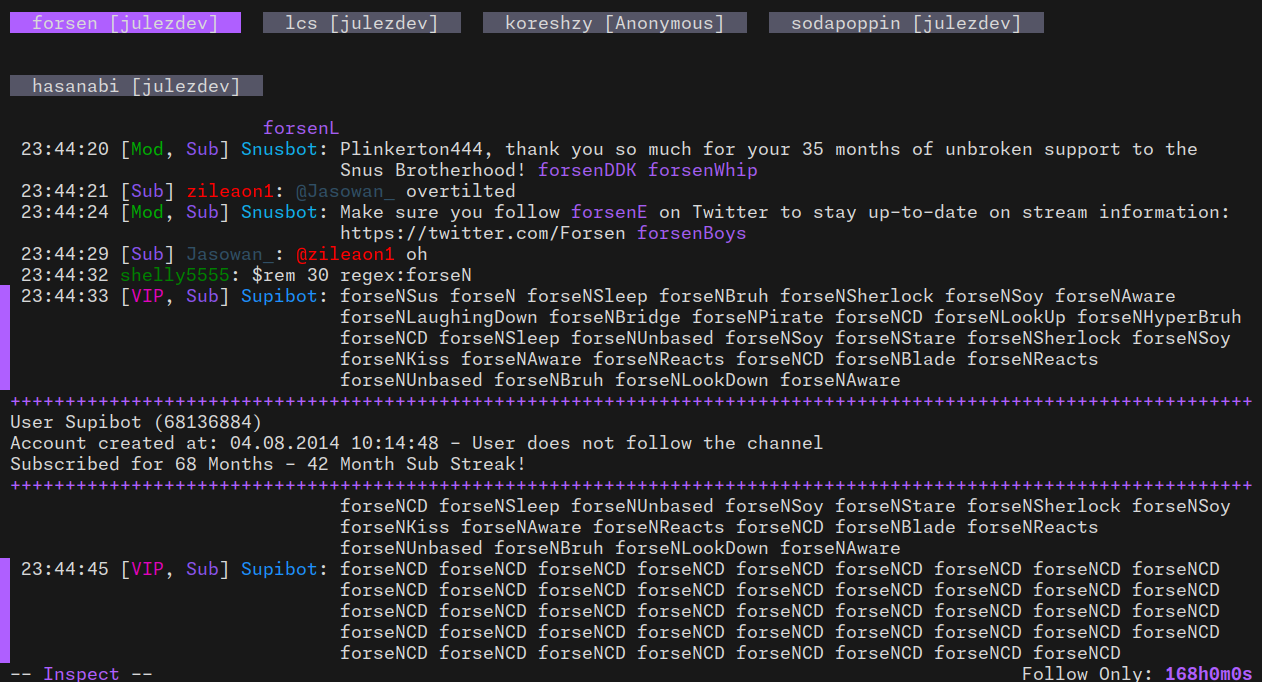 forsen [julezdev] lcs [julezdev] koreshzy [Anonymous] sodapoppin [julezdev]
hasanabi [julezdev]
forsenL
23:44:20 [Mod, Sub] Snusbot: Plinkerton444, thank you so much for your 35 months of unbroken support to the
Snus Brotherhood! forsenDDK forsenWhip
23:44:21 [Sub] zileaon1: @Jasowan_ overtilted
23:44:24 [Mod, Sub] Snusbot: Make sure you follow forsenE on Twitter to stay up-to-date on stream information:
https://twitter.com/Forsen forsenBoys
23:44:29 [Sub] Jasowan_: @zileaon1 oh
23:44:32 shelly5555: $rem 30 regex:forseN
23:44:33 [VIP, Sub] Supibot: forseNSus forseN forseNSleep forseNBruh forseNSherlock forseNSoy forseNAware
forseNLaughingDown forseNBridge forseNPirate forseNCD forseNLookUp forseNHyperBruh
forseNCD forseNSleep forseNUnbased forseNSoy forseNStare forseNSherlock forseNSoy
forseNKiss forseNAware forseNReacts forseNCD forseNBlade forseNReacts
forseNUnbased forseNBruh forseNLookDown forseNAware
+++++++++++++++++++++++++++++++++++++++++++++++++++++++++++++++++++++++++++++++++++++++++++++++++++++++++++++++++
User Supibot (68136884)
Account created at: 04.08.2014 10:14:48 - User does not follow the channel
Subscribed for 68 Months - 42 Month Sub Streak!
+++++++++++++++++++++++++++++++++++++++++++++++++++++++++++++++++++++++++++++++++++++++++++++++++++++++++++++++++
forseNCD forseNSleep forseNUnbased forseNSoy forseNStare forseNSherlock forseNSoy
forseNKiss forseNAware forseNReacts forseNCD forseNBlade forseNReacts
forseNUnbased forseNBruh forseNLookDown forseNAware
23:44:45 [VIP, Sub] Supibot: forseNCD forseNCD forseNCD forseNCD forseNCD forseNCD forseNCD forseNCD
forseNCD forseNCD forseNCD forseNCD forseNCD forseNCD forseNCD forseNCD
forseNCD forseNCD forseNCD forseNCD forseNCD forseNCD forseNCD forseNCD
forseNCD forseNCD forseNCD forseNCD forseNCD forseNCD forseNCD forseNCD
forseNCD forseNCD forseNCD forseNCD forseNCD forseNCD forseNCD
-- Inspect -- Follow Only: 168h0m0s